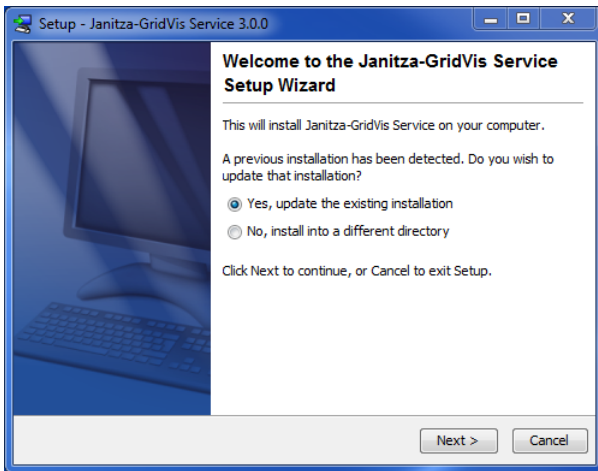 Setup - Janitza-GridVis Service 3.0.0
Welcome to the Janitza-GridVis Service
Setup Wizard
This will install Janitza-GridVis Service on your computer.
A previous installation has been detected. Do you wish to
update that installation?
Yes, update the existing installation
No, install into a different directory
Click Next to continue, or Cancel to exit Setup.
Next >
Cancel